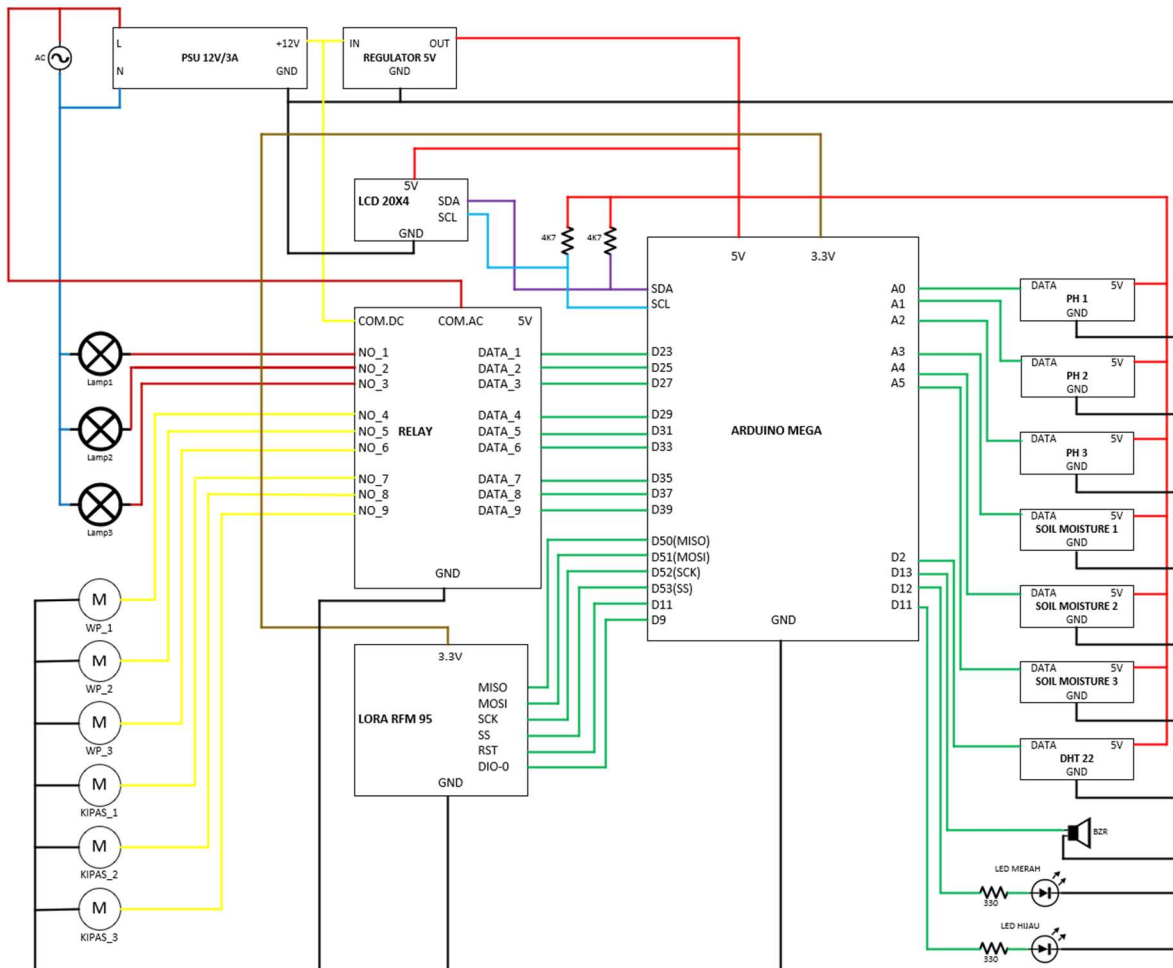 AC
L
N
PSU 12V/3A
+12V
GND
IN
OUT
REGULATOR 5V
GND
5V
LCD 20X4
SDA
SCL
GND
4K7
4K7
5V
3.3V
SDA
SCL
ARDUINO MEGA
D23
D25
D27
D29
D31
D33
D35
D37
D39
D50(MISO)
D51(MOSI)
D52(SCK)
D53(SS)
D11
D9
GND
A0
A1
A2
A3
A4
A5
D2
D13
D12
D11
COM.DC
COM.AC
5V
NO_1
NO_2
NO_3
NO_4
NO_5
NO_6
NO_7
NO_8
NO_9
RELAY
DATA_1
DATA_2
DATA_3
DATA_4
DATA_5
DATA_6
DATA_7
DATA_8
DATA_9
GND
Lamp1
Lamp2
Lamp3
M
WP_1
M
WP_2
M
WP_3
M
KIPAS_1
M
KIPAS_2
M
KIPAS_3
3.3V
LORA RFM 95
MISO
MOSI
SCK
SS
RST
DIO-0
GND
DATA
5V
PH 1
GND
DATA
5V
PH 2
GND
DATA
5V
PH 3
GND
DATA
5V
SOIL MOISTURE 1
GND
DATA
5V
SOIL MOISTURE 2
GND
DATA
5V
SOIL MOISTURE 3
GND
DATA
5V
DHT 22
GND
BZR
LED MERAH
330
LED HIJAU
330